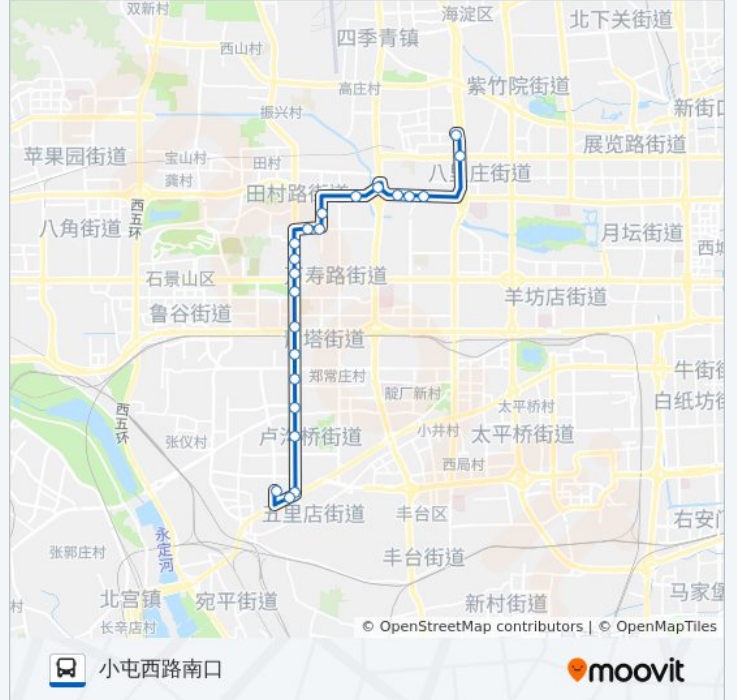 双新村
海淀区
北下关街道
四季青镇
西山村
高庄村
紫竹院街道
振兴村
新街口
苹果园街道
宝山村
田村
展览路街道
龚村
八里庄街道
田村路街道
西五环
八角街道
月坛街道
西城
石景山区
万寿路街道
羊坊店街道
鲁谷街道
塔街道
郑常庄村
牛街街
靛厂新村
白纸坊街
太平桥村
西五环
张仪村
卢沟桥街道
小井村
太平桥街道
西局村
五里店街道
丰台区
右安门
永定河
张郭庄村
丰台街道
北宫镇
宛平街道
新村街道
马家堡
村
长辛店村
© OpenStreetMap contributors | © OpenMapTiles
小屯西路南口
moovit